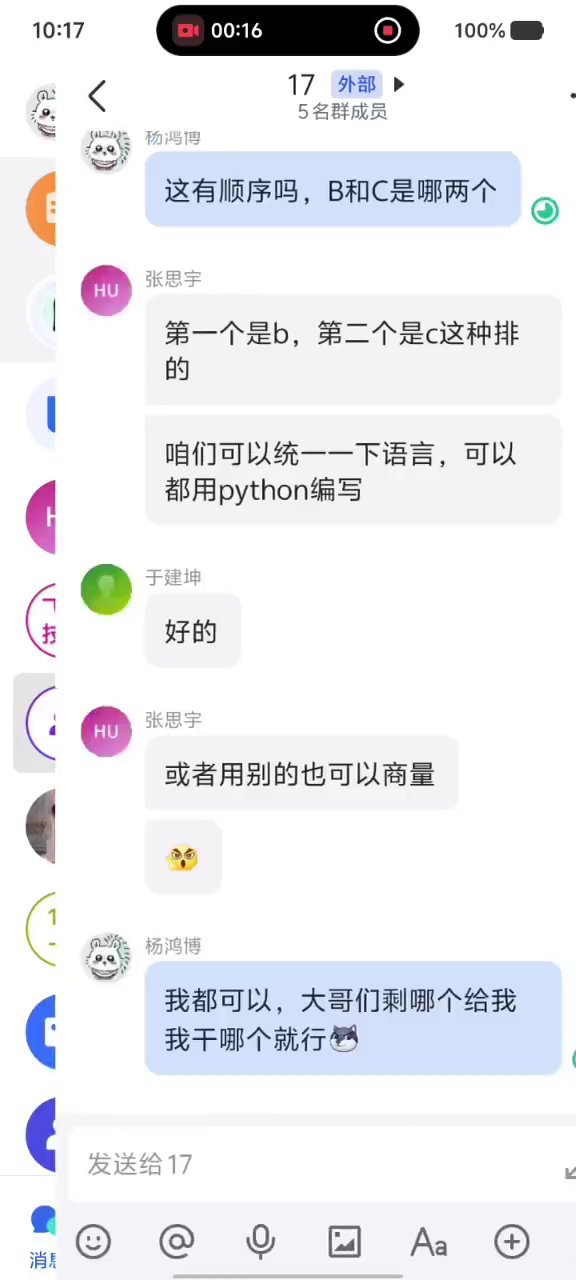 10:17
00:16
100%
17 外部
5名群成员
杨鸿博
这有顺序吗，B和C是哪两个
HU
张思宇
第一个是b，第二个是c这种排
的
咱们可以统一一下语言，可以
都用python编写
于建坤
好的
HU
张思宇
或者用别的也可以商量
杨鸿博
我都可以，大哥们剩哪个给我
我干哪个就行
发送给17
@
Aa